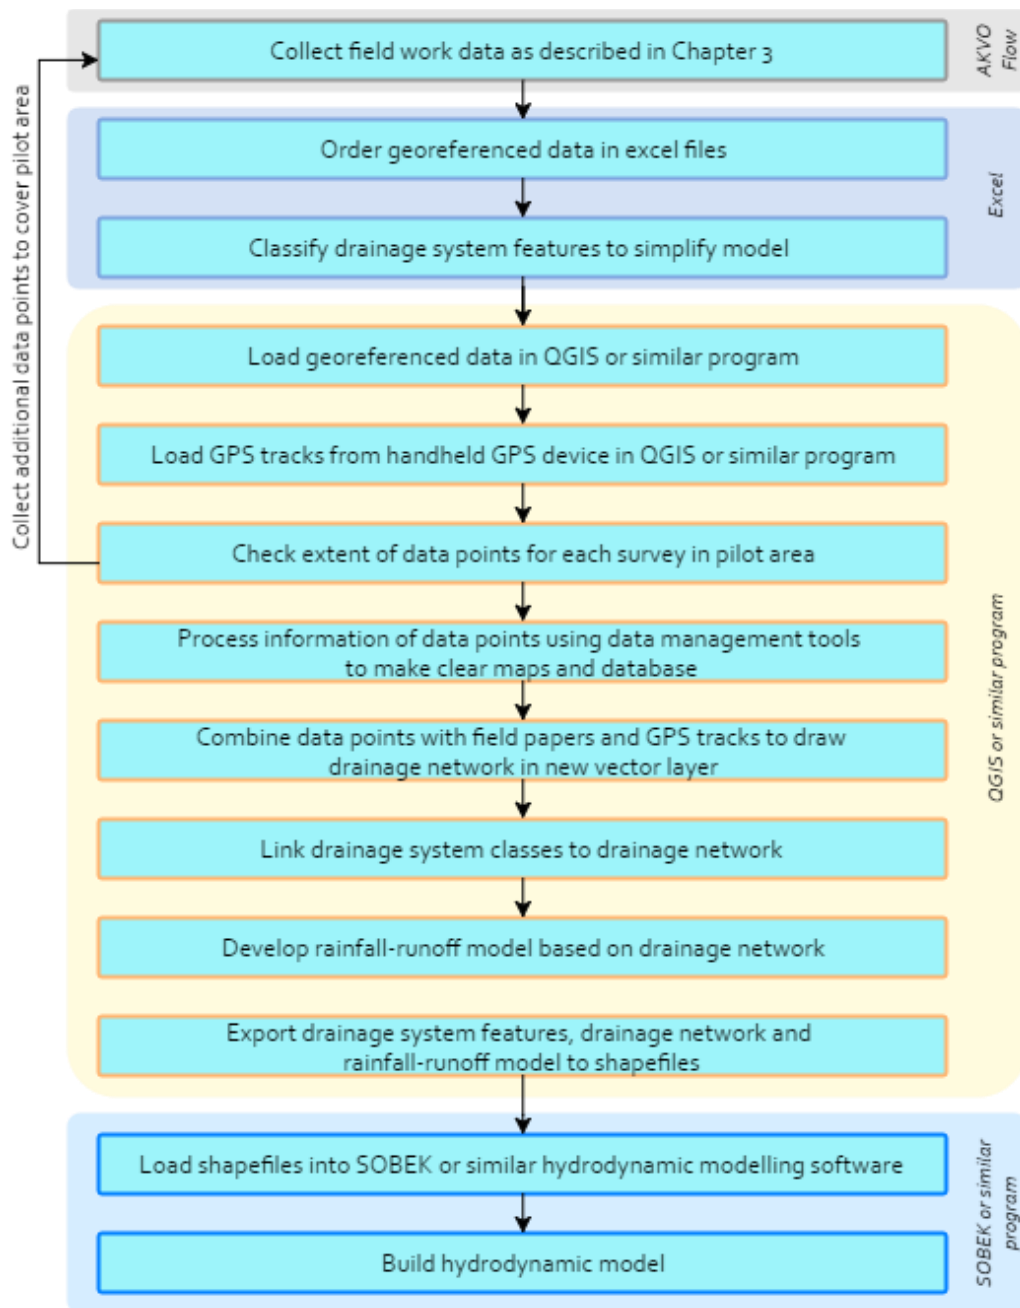 Collect field work data as described in Chapter 3
AKVO
Flow
Collect additional data points to cover pilot area
Order georeferenced data in excel files
Classify drainage system features to simplify model
Excel
Load georeferenced data in QGIS or similar program
Load GPS tracks from handheld GPS device in QGIS or similar program
Check extent of data points for each survey in pilot area
Process information of data points using data management tools
to make clear maps and database
Combine data points with field papers and GPS tracks to draw
drainage network in new vector layer
Link drainage system classes to drainage network
Develop rainfall-runoff model based on drainage network
Export drainage system features, drainage network and
rainfall-runoff model to shapefiles
QGIS or similar program
Load shapefiles into SOBEK or similar hydrodynamic modelling software
Build hydrodynamic model
SOBEK or similar
program